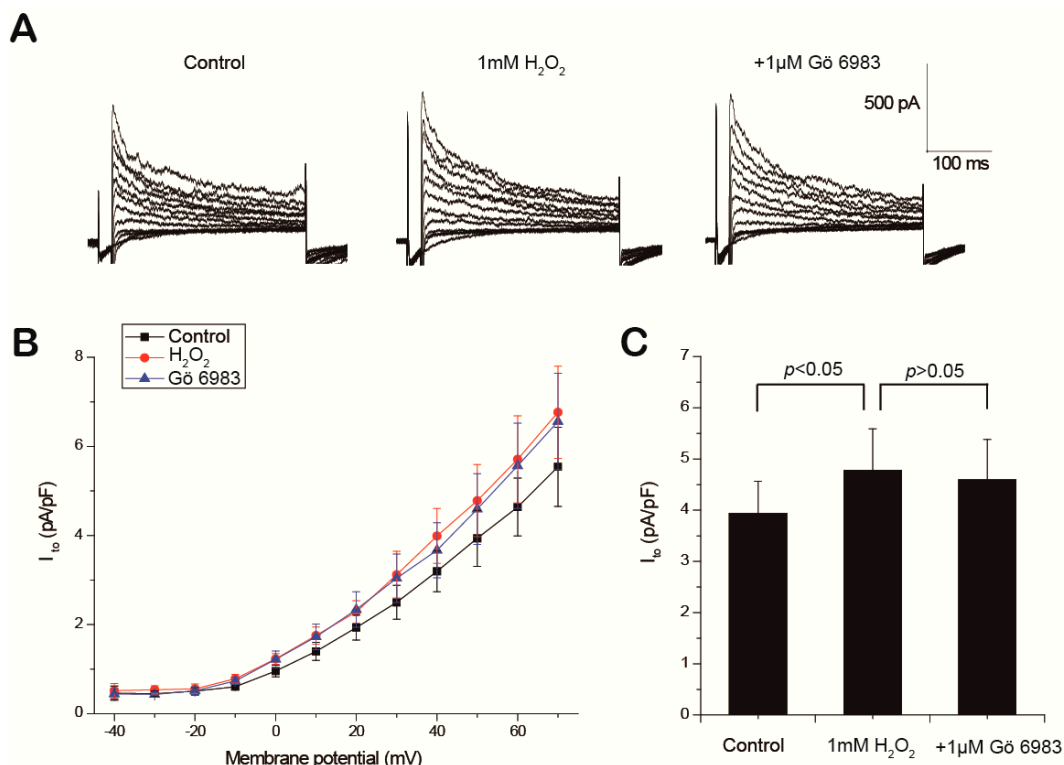 A
Control
1mM H₂O₂
+1µM Gö 6983
500 pA
100 ms
B
Control
H₂O₂
Gö 6983
8
6
4
2
0
I to (pA/pF)
-40 -20 0 20 40 60
Membrane potential (mV)
C
7
6
5
4
3
2
1
0
p<0.05
p>0.05
I to (pA/pF)
Control 1mM H₂O₂ +1µM Gö 6983